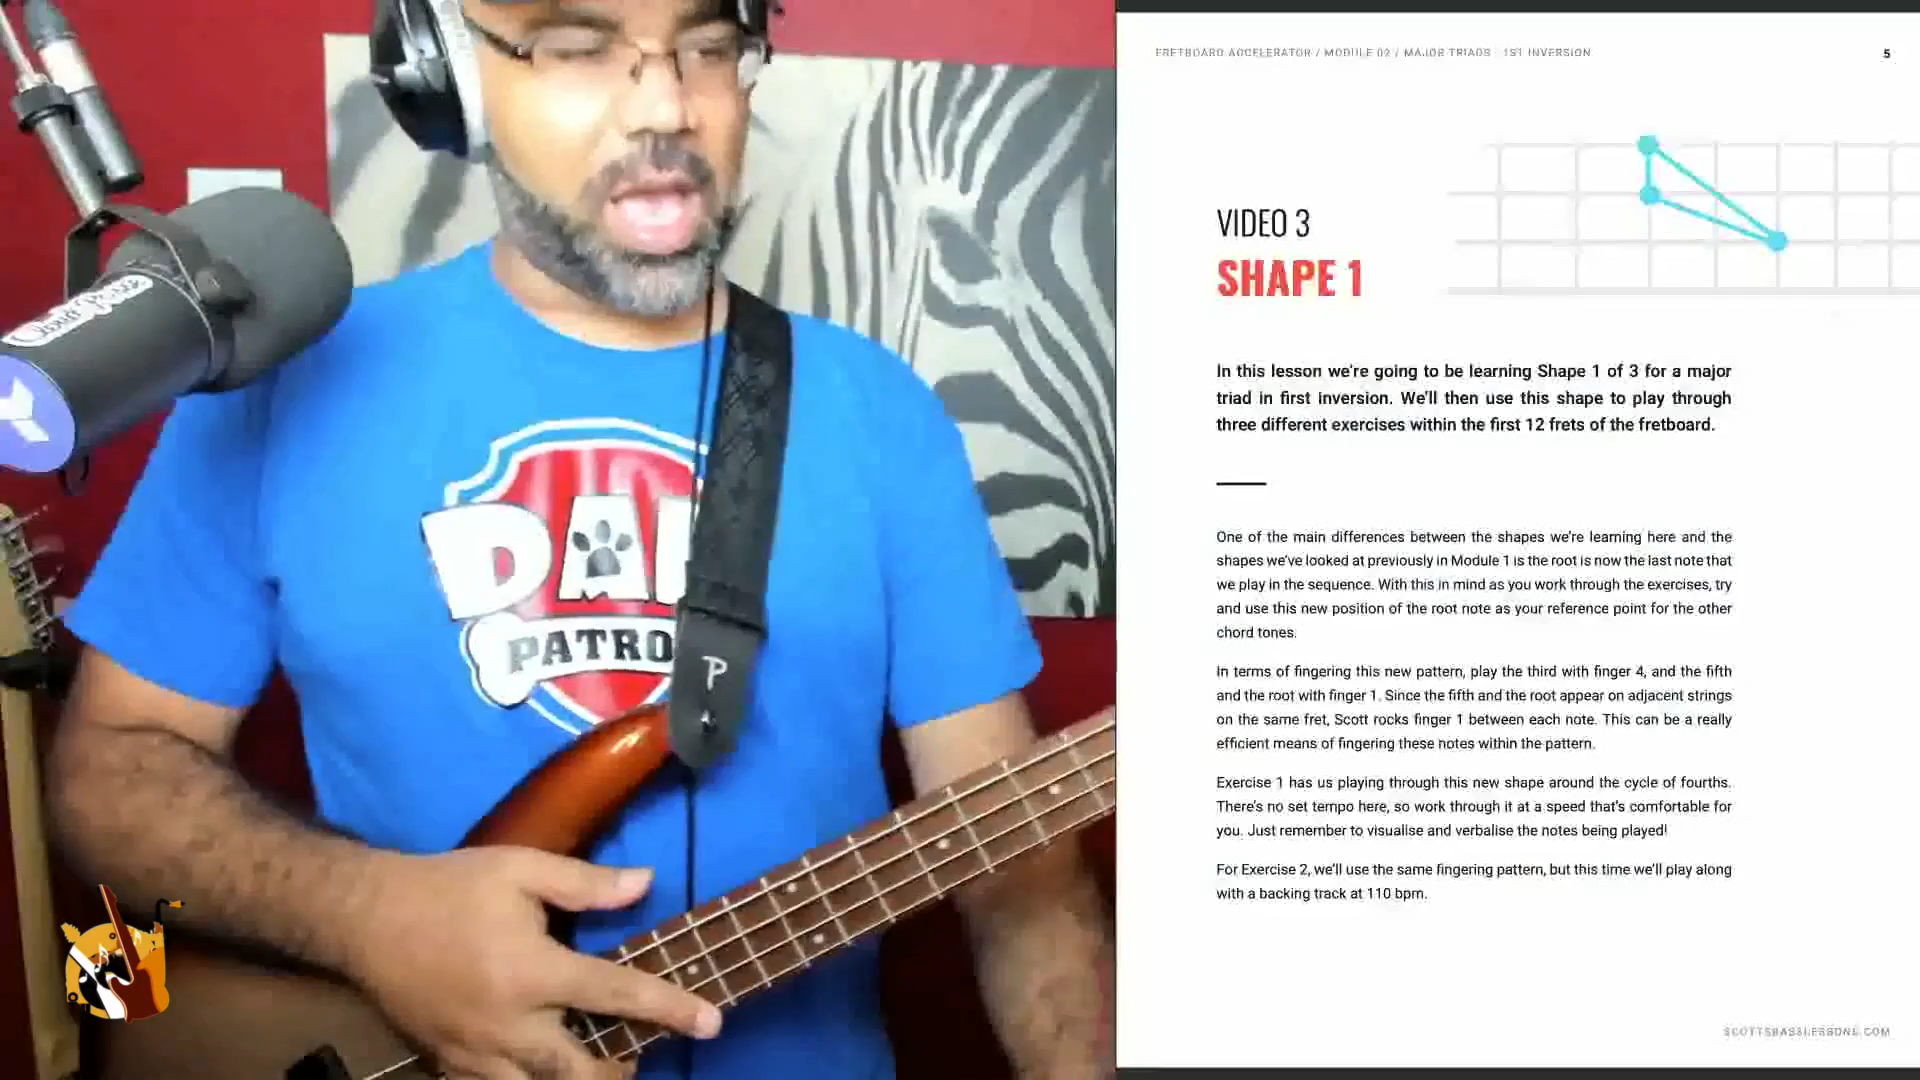 FRETBOARD ACCELERATOR / MODULE 02 / MAJOR TRIADS - 1ST INVERSION
5
VIDEO 3
SHAPE 1
In this lesson we're going to be learning Shape 1 of 3 for a major
triad in first inversion. We'll then use this shape to play through
three different exercises within the first 12 frets of the fretboard.
One of the main differences between the shapes we're learning here and the
shapes we've looked at previously in Module 1 is the root is now the last note that
we play in the sequence. With this in mind as you work through the exercises, try
and use this new position of the root note as your reference point for the other
chord tones.
In terms of fingering this new pattern, play the third with finger 4, and the fifth
and the root with finger 1. Since the fifth and the root appear on adjacent strings
on the same fret, Scott rocks finger 1 between each note. This can be a really
efficient means of fingering these notes within the pattern.
Exercise 1 has us playing through this new shape around the cycle of fourths.
There's no set tempo here, so work through it at a speed that's comfortable for
you. Just remember to visualise and verbalise the notes being played!
For Exercise 2, we'll use the same fingering pattern, but this time we'll play along
with a backing track at 110 bpm.
SCOTTSBASSLESSONS.COM
PATRO
P